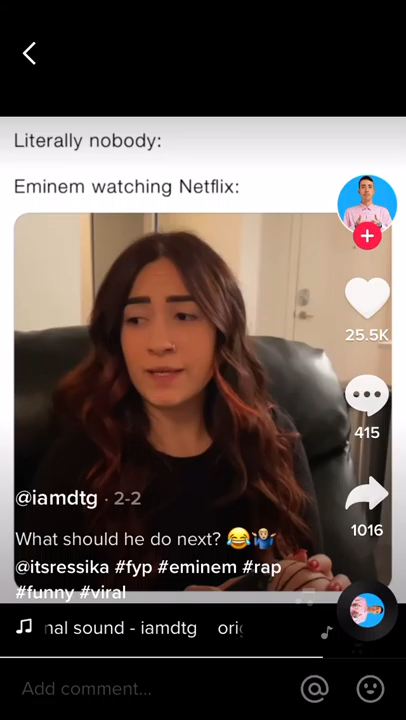 Literally nobody:
Eminem watching Netflix:
25.5K
415
@iamdtg · 2-2
1016
What should he do next? 😂🤷🏼‍♂️
@itsressika #fyp #eminem #rap
#funny #viral
nal sound - iamdtg orig
Add comment...